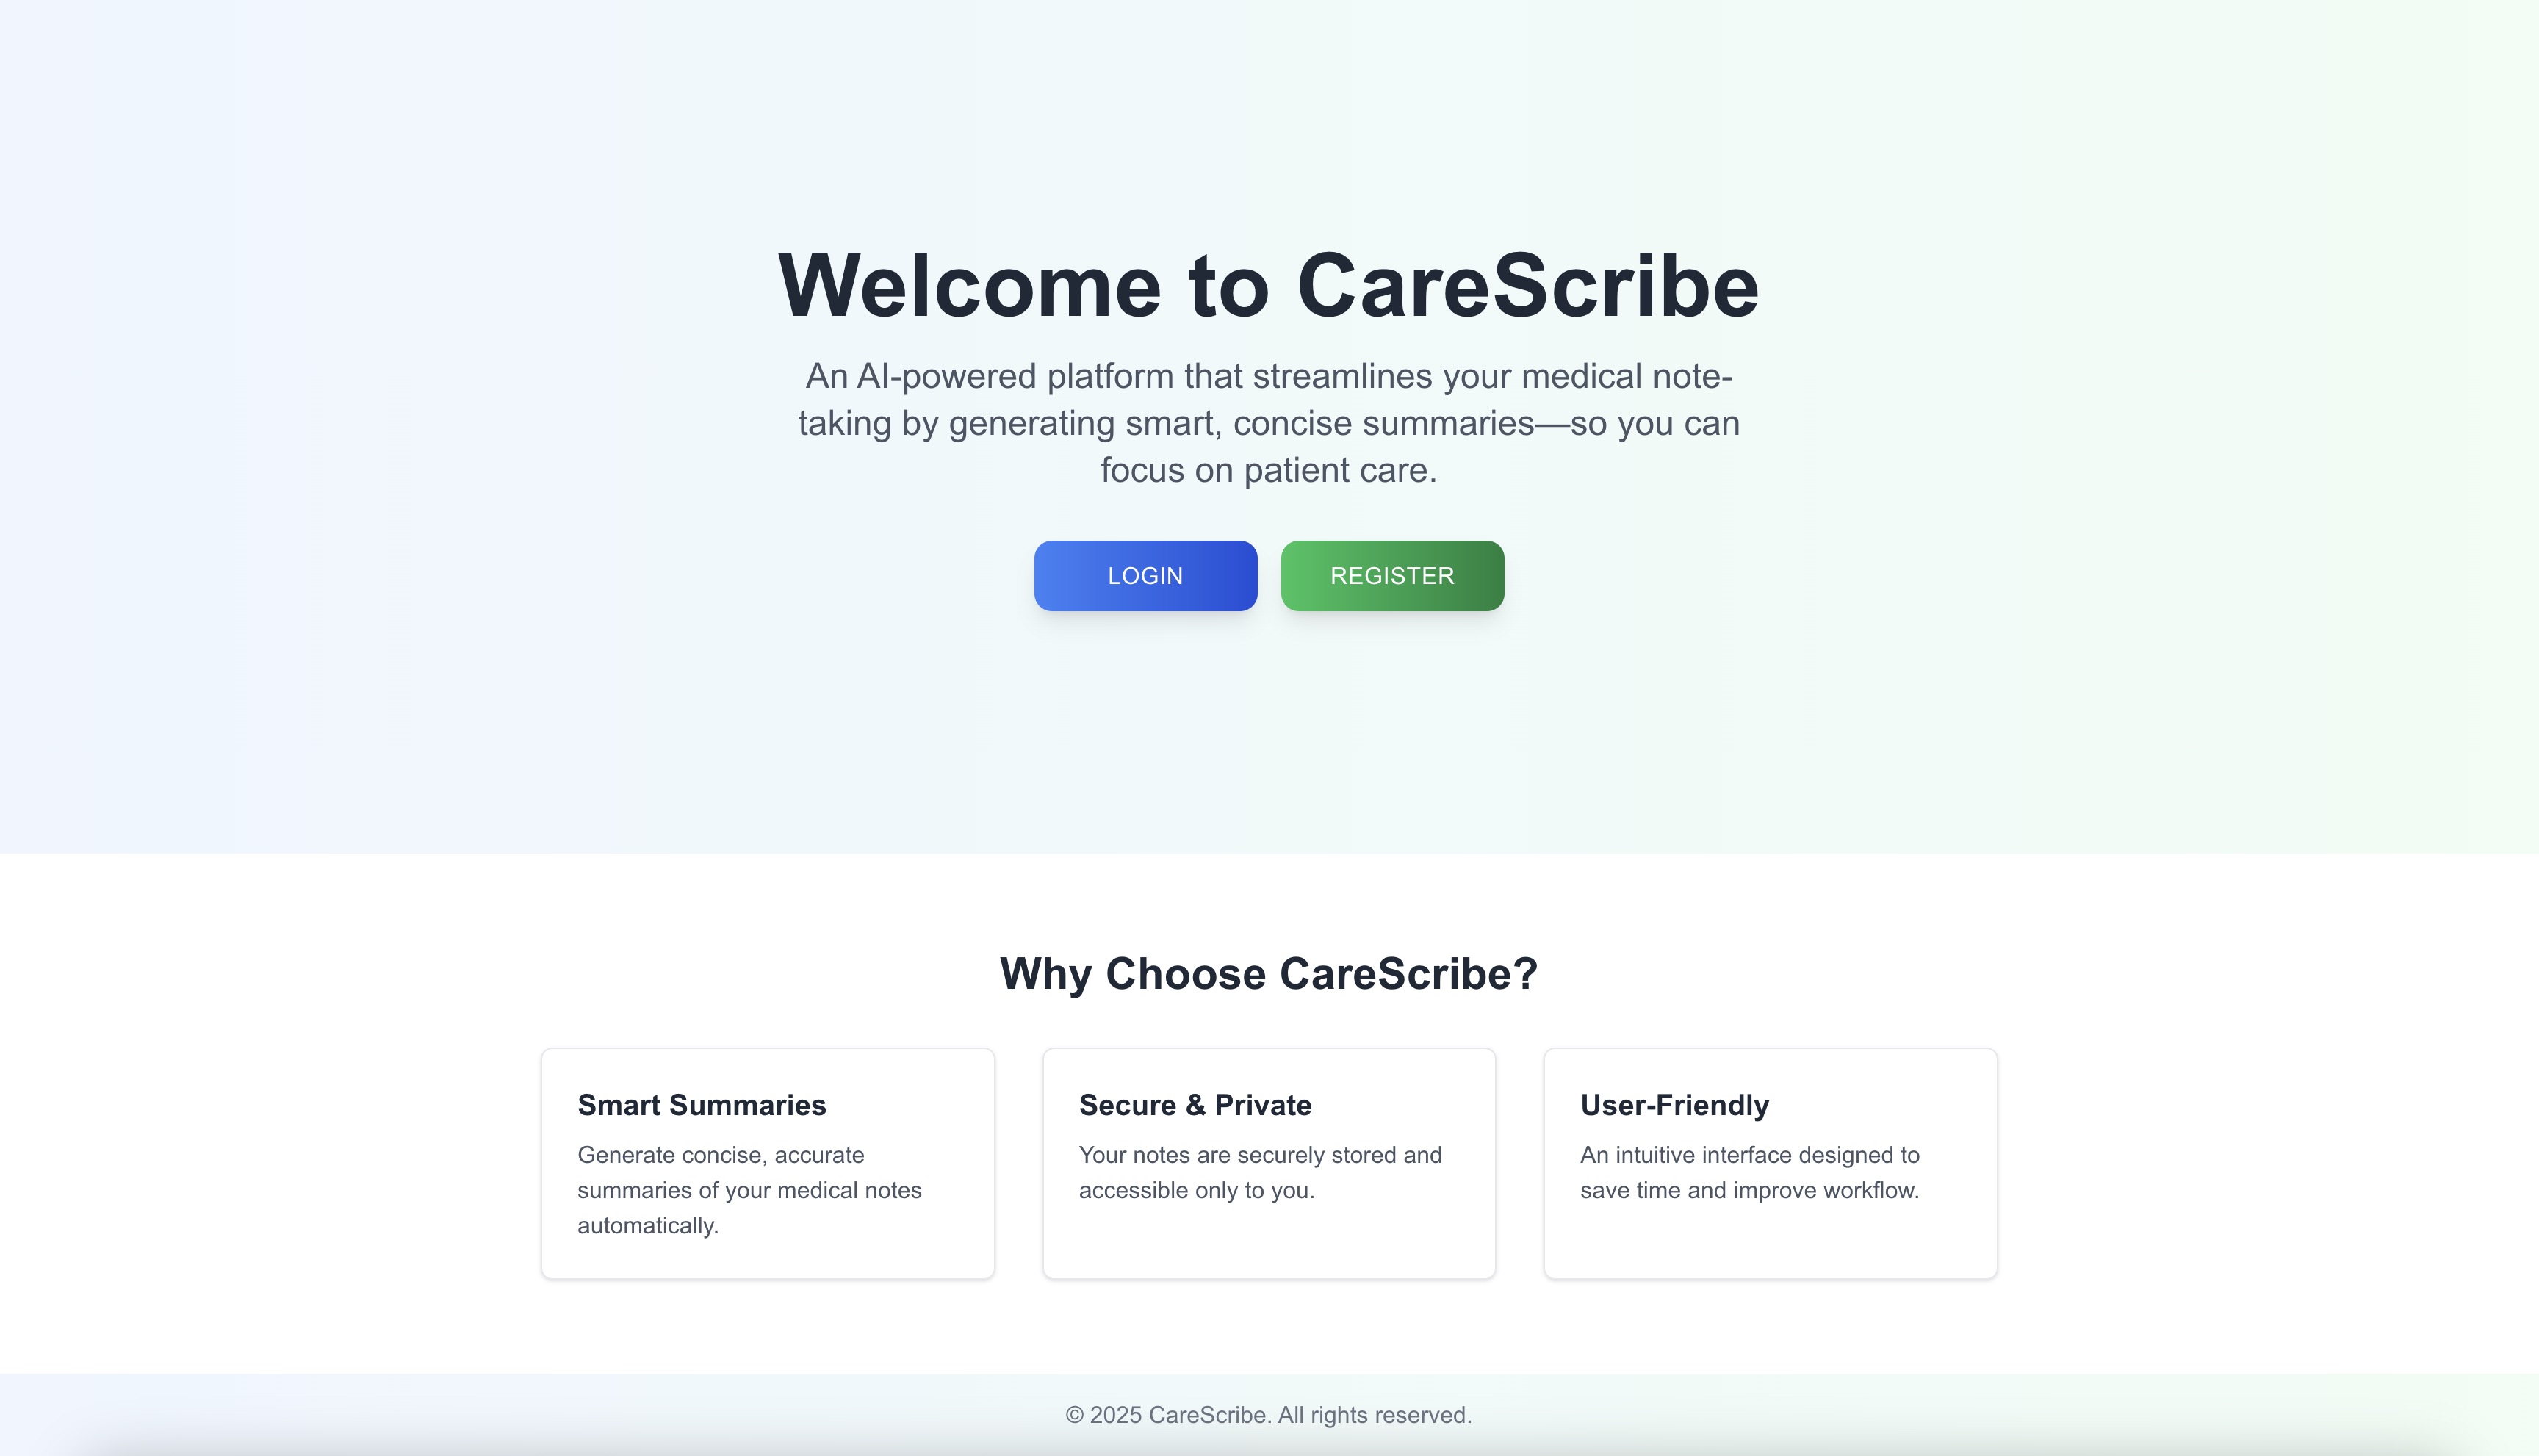 Welcome to CareScribe
An AI-powered platform that streamlines your medical note-
taking by generating smart, concise summaries—so you can
focus on patient care.
LOGIN
REGISTER
Why Choose CareScribe?
Smart Summaries
Generate concise, accurate
summaries of your medical notes
automatically.
Secure & Private
Your notes are securely stored and
accessible only to you.
User-Friendly
An intuitive interface designed to
save time and improve workflow.
© 2025 CareScribe. All rights reserved.